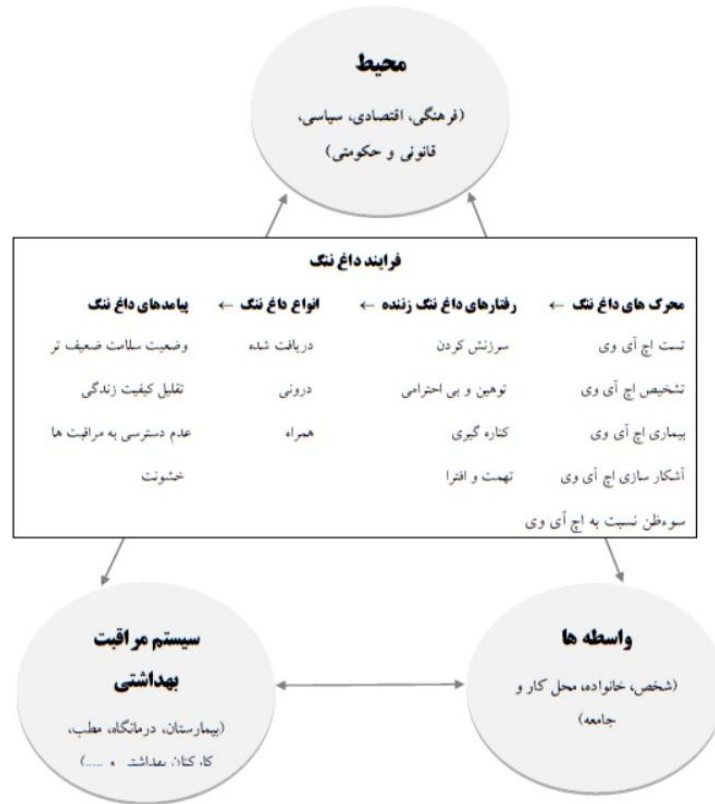 محیط
(فرهنگی، اقتصادی، سیاسی،
قانونی و حکومتی)
فرایند داغ ننگ
محرک های داغ ننگ ← رفتارهای داغ ننگ زننده ← انواع داغ ننگ ← پیامدهای داغ ننگ
تست اچ آی وی سرزنش کردن دریافت شده وضعیت سلامت ضعیف تر
تشخیص اچ آی وی توهین و بی احترامی درونی تقلیل کیفیت زندگی
بیماری اچ آی وی کناره گیری همراه عدم دسترسی به مراقبت ها
آشکار سازی اچ آی وی تهمت و افترا خشونت
سوءظن نسبت به اچ آی وی
واسطه ها
(شخص، خانواده، محل کار و
جامعه)
سیستم مراقبت
بهداشتی
(بیمارستان، درمانگاه، مطب،
کارکنان بهداشتی و